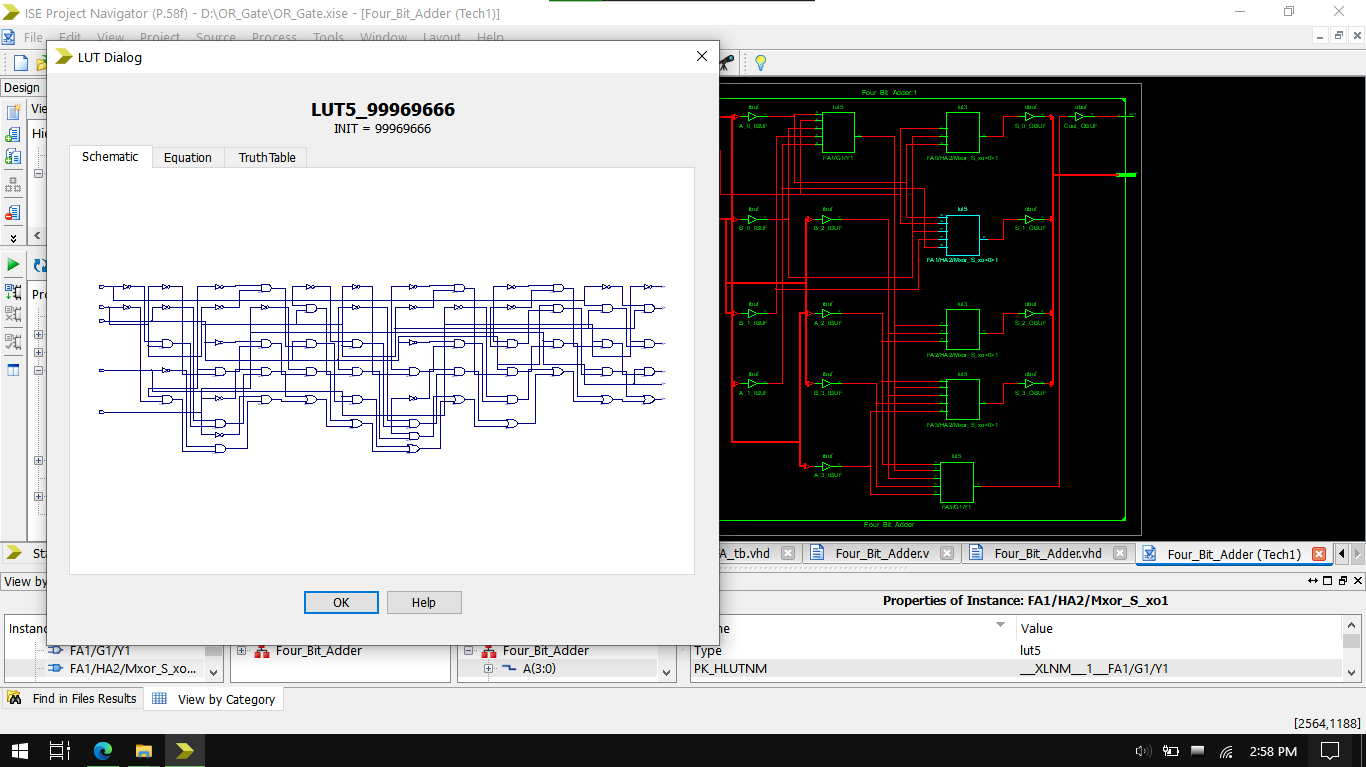 ISE Project Navigator (P.58f) - D:\OR_Gate\OR_Gate.xise - [Four_Bit_Adder (Tech1)]
File Edit View Project Source Process Tools Window Layout Help
LUT Dialog
Design
LUT5_99969666
INIT = 99969666
Schematic Equation TruthTable
OK Help
Four_Bit_Adder:1
ibuf
A_0_IBUF
lut5
FA1/G1/Y1
lut3
FA0/HA2/Mxor_S_xo<0>1
obuf
S_0_OBUF
obuf
Cout_OBUF
ibuf
B_0_IBUF
ibuf
B_2_IBUF
lut5
FA1/HA2/Mxor_S_xo<0>1
obuf
S_1_OBUF
ibuf
B_1_IBUF
ibuf
A_2_IBUF
lut3
FA2/HA2/Mxor_S_xo<0>1
obuf
S_2_OBUF
ibuf
A_1_IBUF
ibuf
B_3_IBUF
lut5
FA3/HA2/Mxor_S_xo<0>1
obuf
S_3_OBUF
ibuf
A_3_IBUF
lut5
FA3/G1/Y1
Four_Bit_Adder
A_tb.vhd Four_Bit_Adder.v Four_Bit_Adder.vhd Four_Bit_Adder (Tech1)
View by
Properties of Instance: FA1/HA2/Mxor_S_xo1
Value
FA1/G1/Y1 Four_Bit_Adder Four_Bit_Adder Type lut5
FA1/HA2/Mxor_S_xo... A(3:0) PK_HLUTNM ___XLNM___1___FA1/G1/Y1
Find in Files Results View by Category
[2564,1188]
2:58 PM